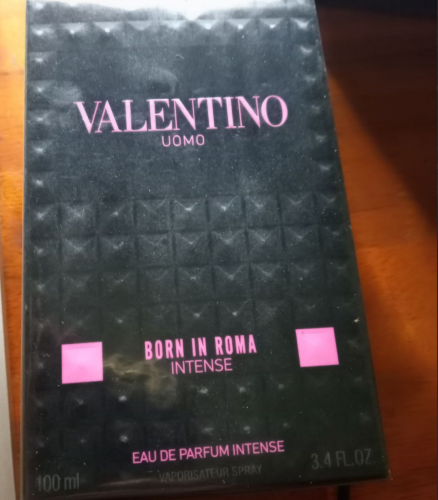 VALENTINO
UOMO
BORN IN ROMA
INTENSE
EAU DE PARFUM INTENSE
100 ml VAPORISATEUR SPRAY 3.4 FL.OZ.